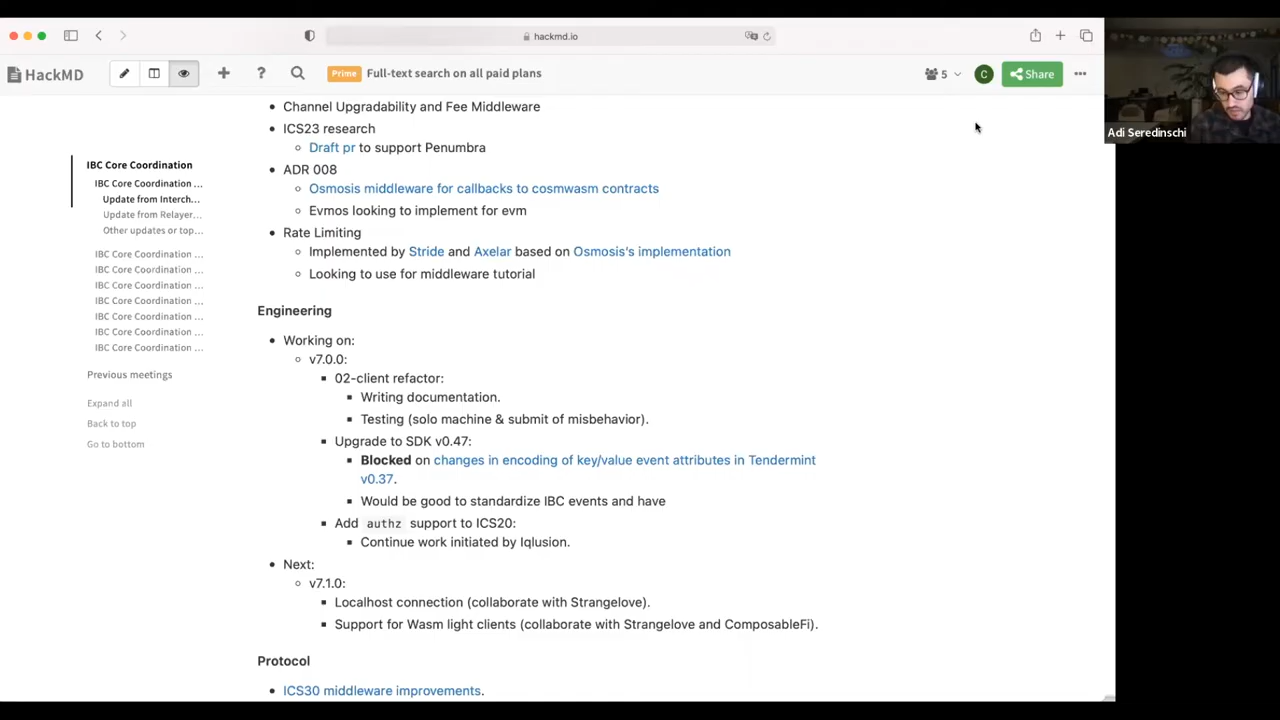 hackmd.io
HackMD
Prime Full-text search on all paid plans
5
C
Share
Adi Seredinschi
IBC Core Coordination
IBC Core Coordination ...
Update from Interch...
Update from Relayer...
Other updates or top...
IBC Core Coordination ...
IBC Core Coordination ...
IBC Core Coordination ...
IBC Core Coordination ...
IBC Core Coordination ...
IBC Core Coordination ...
IBC Core Coordination ...
Previous meetings
Expand all
Back to top
Go to bottom
Channel Upgradability and Fee Middleware
ICS23 research
Draft pr to support Penumbra
ADR 008
Osmosis middleware for callbacks to cosmwasm contracts
Evmos looking to implement for evm
Rate Limiting
Implemented by Stride and Axelar based on Osmosis's implementation
Looking to use for middleware tutorial
Engineering
Working on:
v7.0.0:
02-client refactor:
Writing documentation.
Testing (solo machine & submit of misbehavior).
Upgrade to SDK v0.47:
Blocked on changes in encoding of key/value event attributes in Tendermint
v0.37.
Would be good to standardize IBC events and have
Add authz support to ICS20:
Continue work initiated by Iqlusion.
Next:
v7.1.0:
Localhost connection (collaborate with Strangelove).
Support for Wasm light clients (collaborate with Strangelove and ComposableFi).
Protocol
ICS30 middleware improvements.